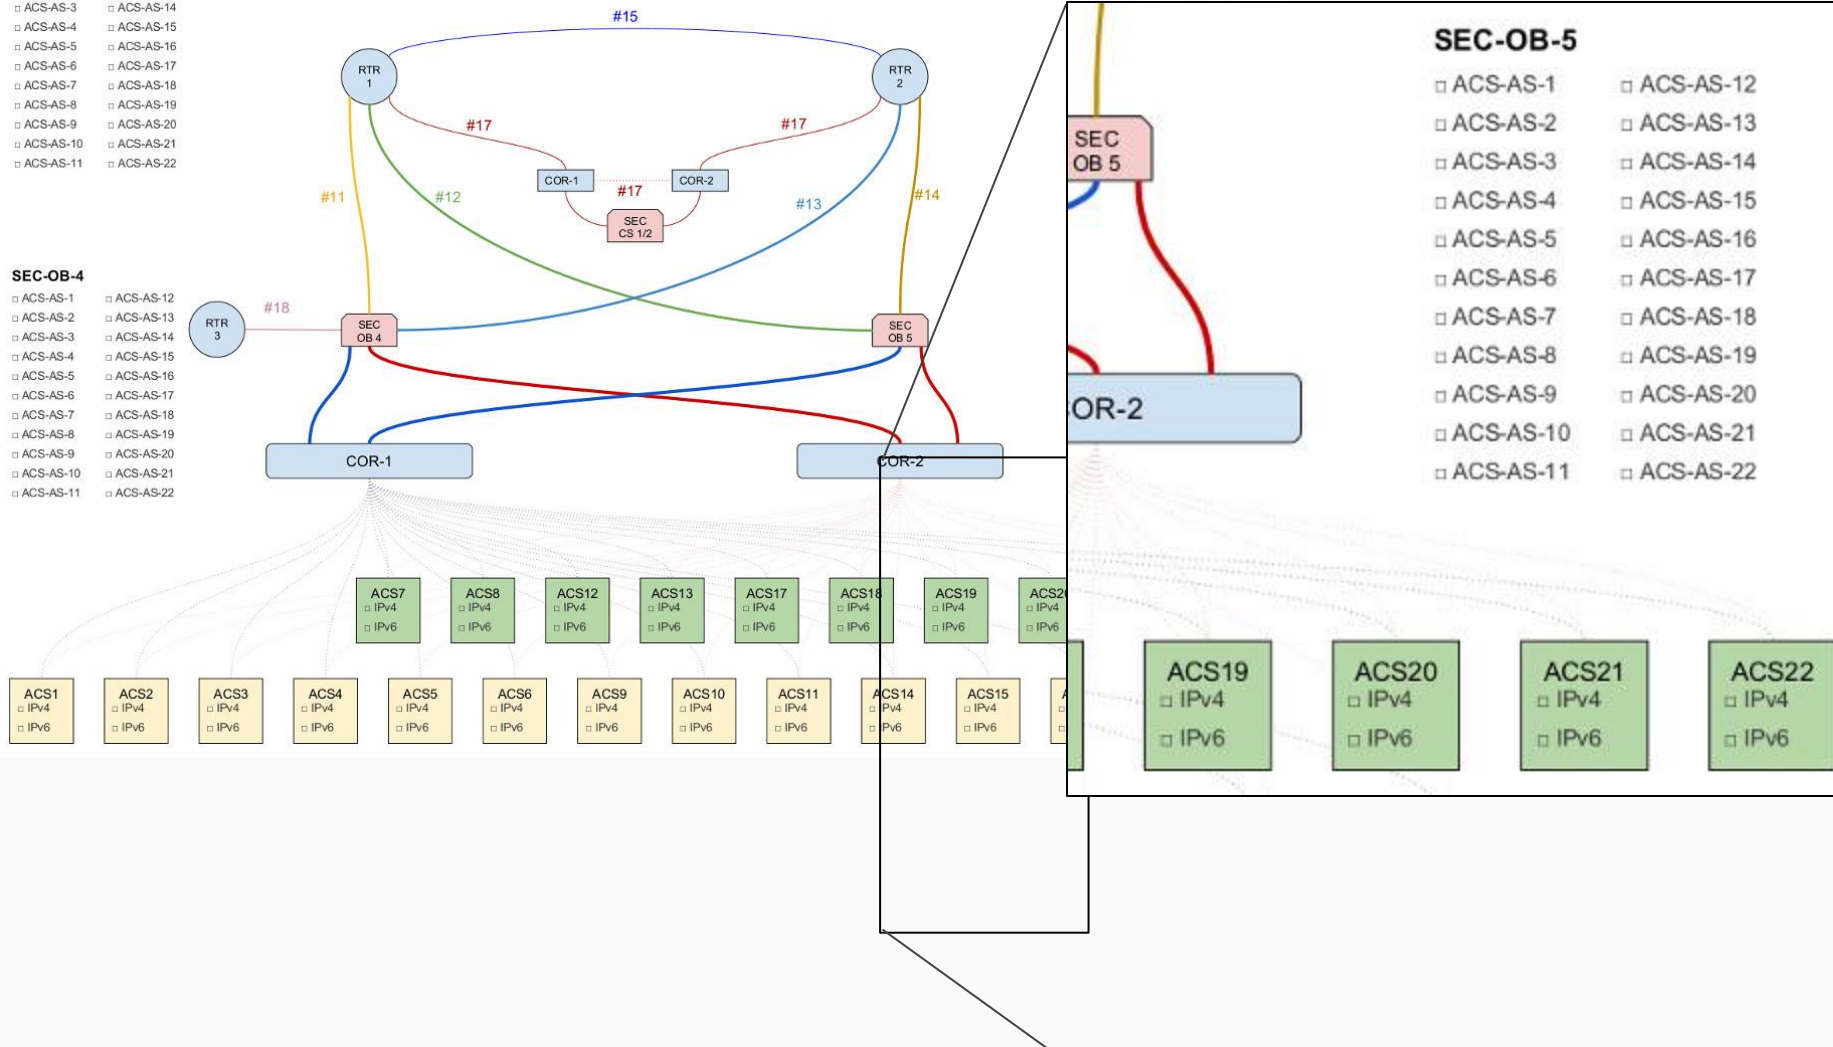 □ ACS-AS-3 □ ACS-AS-14
□ ACS-AS-4 □ ACS-AS-15
□ ACS-AS-5 □ ACS-AS-16
□ ACS-AS-6 □ ACS-AS-17
□ ACS-AS-7 □ ACS-AS-18
□ ACS-AS-8 □ ACS-AS-19
□ ACS-AS-9 □ ACS-AS-20
□ ACS-AS-10 □ ACS-AS-21
□ ACS-AS-11 □ ACS-AS-22
#15
RTR
1
RTR
2
#17
#17
COR-1
#17
COR-2
SEC
CS 1/2
#11
#12
#13
#14
SEC-OB-4
□ ACS-AS-1 □ ACS-AS-12
□ ACS-AS-2 □ ACS-AS-13
□ ACS-AS-3 □ ACS-AS-14
□ ACS-AS-4 □ ACS-AS-15
□ ACS-AS-5 □ ACS-AS-16
□ ACS-AS-6 □ ACS-AS-17
□ ACS-AS-7 □ ACS-AS-18
□ ACS-AS-8 □ ACS-AS-19
□ ACS-AS-9 □ ACS-AS-20
□ ACS-AS-10 □ ACS-AS-21
□ ACS-AS-11 □ ACS-AS-22
RTR
3
#18
SEC
OB 4
SEC
OB 5
COR-1
COR-2
ACS7
□ IPv4
□ IPv6
ACS8
□ IPv4
□ IPv6
ACS12
□ IPv4
□ IPv6
ACS13
□ IPv4
□ IPv6
ACS17
□ IPv4
□ IPv6
ACS18
□ IPv4
□ IPv6
ACS19
□ IPv4
□ IPv6
ACS20
□ IPv4
□ IPv6
ACS1
□ IPv4
□ IPv6
ACS2
□ IPv4
□ IPv6
ACS3
□ IPv4
□ IPv6
ACS4
□ IPv4
□ IPv6
ACS5
□ IPv4
□ IPv6
ACS6
□ IPv4
□ IPv6
ACS9
□ IPv4
□ IPv6
ACS10
□ IPv4
□ IPv6
ACS11
□ IPv4
□ IPv6
ACS14
□ IPv4
□ IPv6
ACS15
□ IPv4
□ IPv6
SEC-OB-5
□ ACS-AS-1 □ ACS-AS-12
□ ACS-AS-2 □ ACS-AS-13
□ ACS-AS-3 □ ACS-AS-14
□ ACS-AS-4 □ ACS-AS-15
□ ACS-AS-5 □ ACS-AS-16
□ ACS-AS-6 □ ACS-AS-17
□ ACS-AS-7 □ ACS-AS-18
□ ACS-AS-8 □ ACS-AS-19
□ ACS-AS-9 □ ACS-AS-20
□ ACS-AS-10 □ ACS-AS-21
□ ACS-AS-11 □ ACS-AS-22
SEC
OB 5
OR-2
ACS19
□ IPv4
□ IPv6
ACS20
□ IPv4
□ IPv6
ACS21
□ IPv4
□ IPv6
ACS22
□ IPv4
□ IPv6